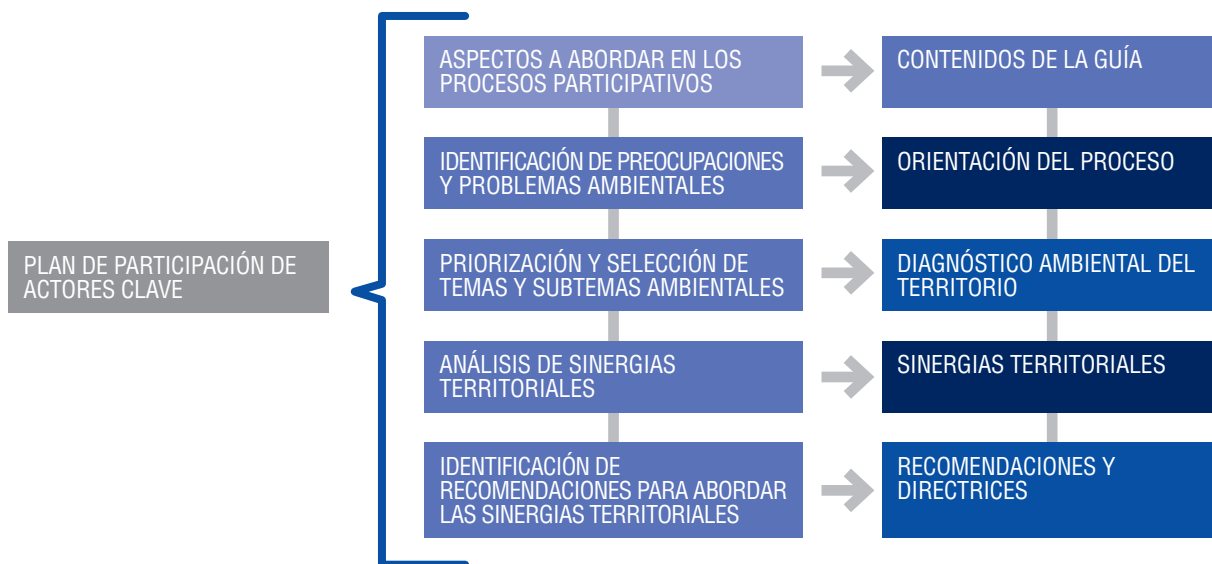 PLAN DE PARTICIPACIÓN DE
ACTORES CLAVE
ASPECTOS A ABORDAR EN LOS
PROCESOS PARTICIPATIVOS
CONTENIDOS DE LA GUÍA
IDENTIFICACIÓN DE PREOCUPACIONES
Y PROBLEMAS AMBIENTALES
ORIENTACIÓN DEL PROCESO
PRIORIZACIÓN Y SELECCIÓN DE
TEMAS Y SUBTEMAS AMBIENTALES
DIAGNÓSTICO AMBIENTAL DEL
TERRITORIO
ANÁLISIS DE SINERGIAS
TERRITORIALES
SINERGIAS TERRITORIALES
IDENTIFICACIÓN DE
RECOMENDACIONES PARA ABORDAR
LAS SINERGIAS TERRITORIALES
RECOMENDACIONES Y
DIRECTRICES